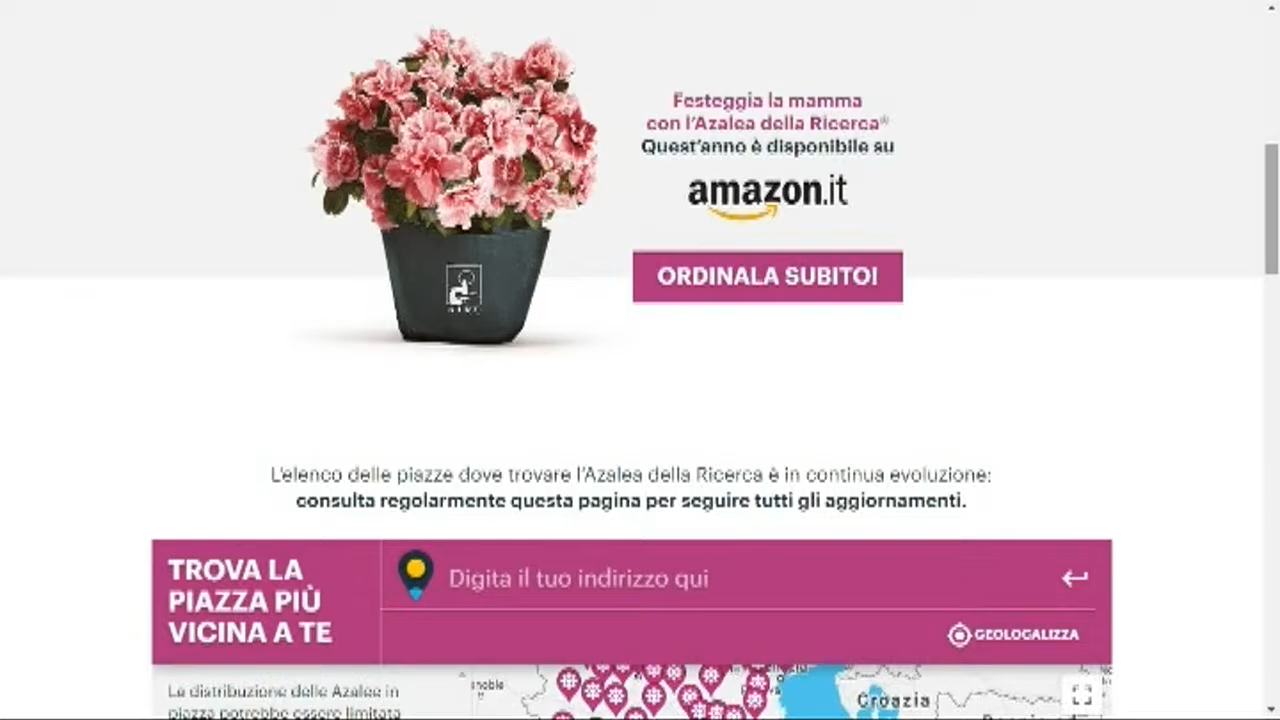 Festeggia la mamma
con l'Azalea della Ricerca®
Quest'anno è disponibile su
amazon.it
ORDINALA SUBITO!
L'elenco delle piazze dove trovare l'Azalea della Ricerca è in continua evoluzione:
consulta regolarmente questa pagina per seguire tutti gli aggiornamenti.
TROVA LA
PIAZZA PIÙ
VICINA A TE
Digita il tuo indirizzo qui
GEOLOCALIZZA
La distribuzione delle Azalee in
piazza potrebbe essere limitata
noble
Croazia